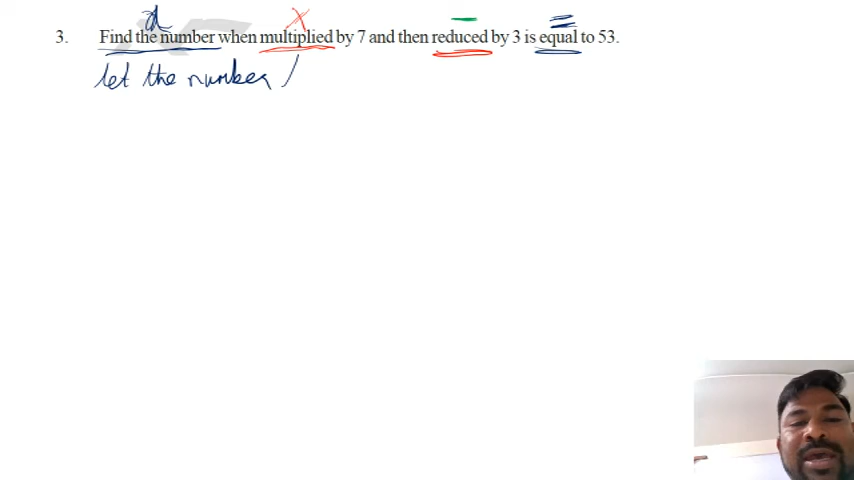 x × − =
3. Find the number when multiplied by 7 and then reduced by 3 is equal to 53.
let the number